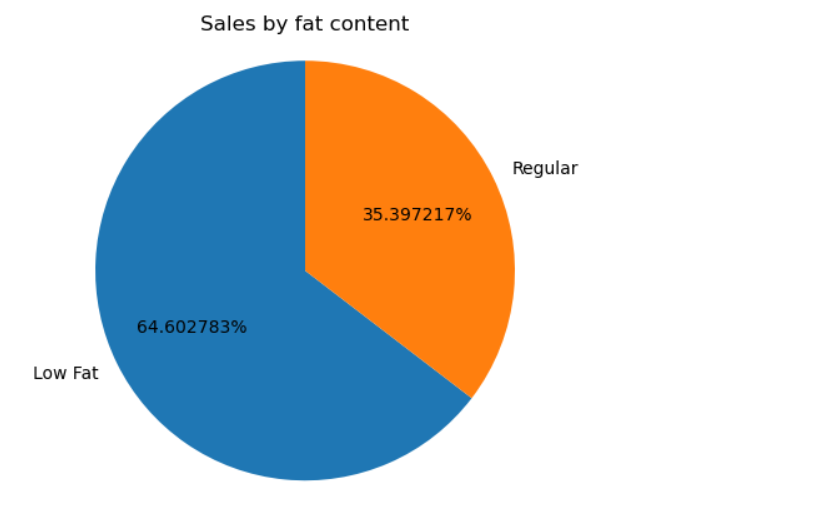 Sales by fat content
Regular
35.397217%
64.602783%
Low Fat